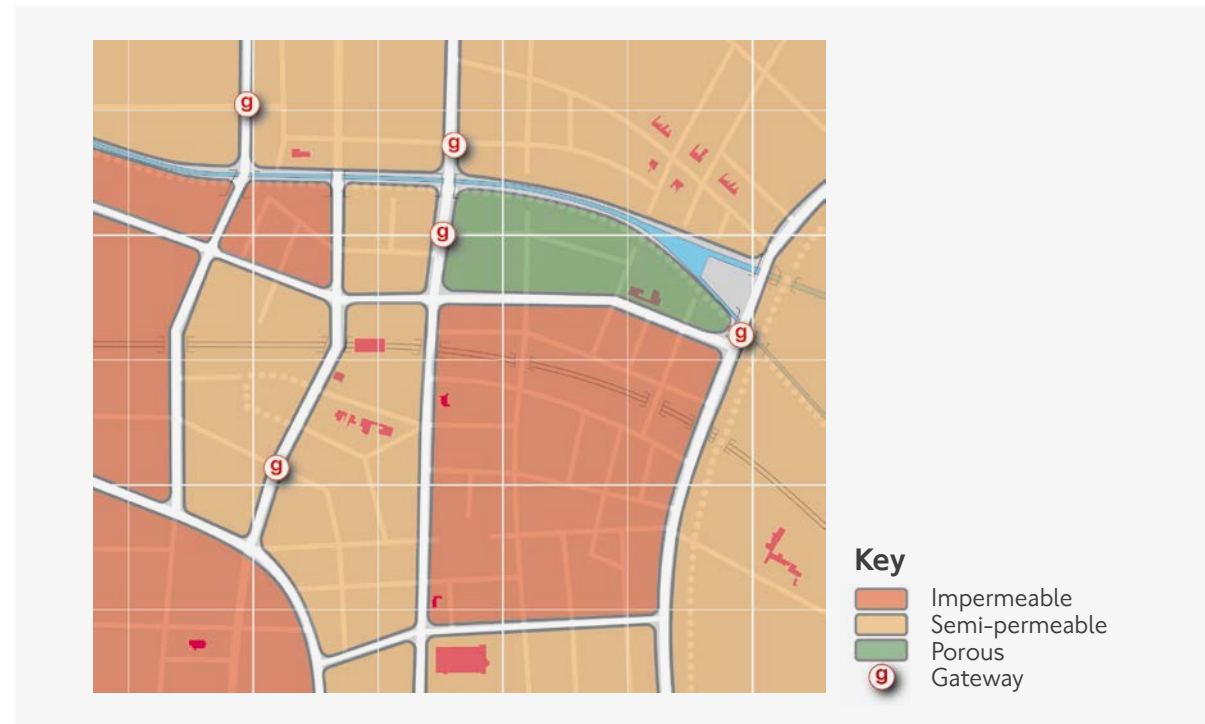 g
g
g
g
g
Key
Impermeable
Semi-permeable
Porous
g Gateway